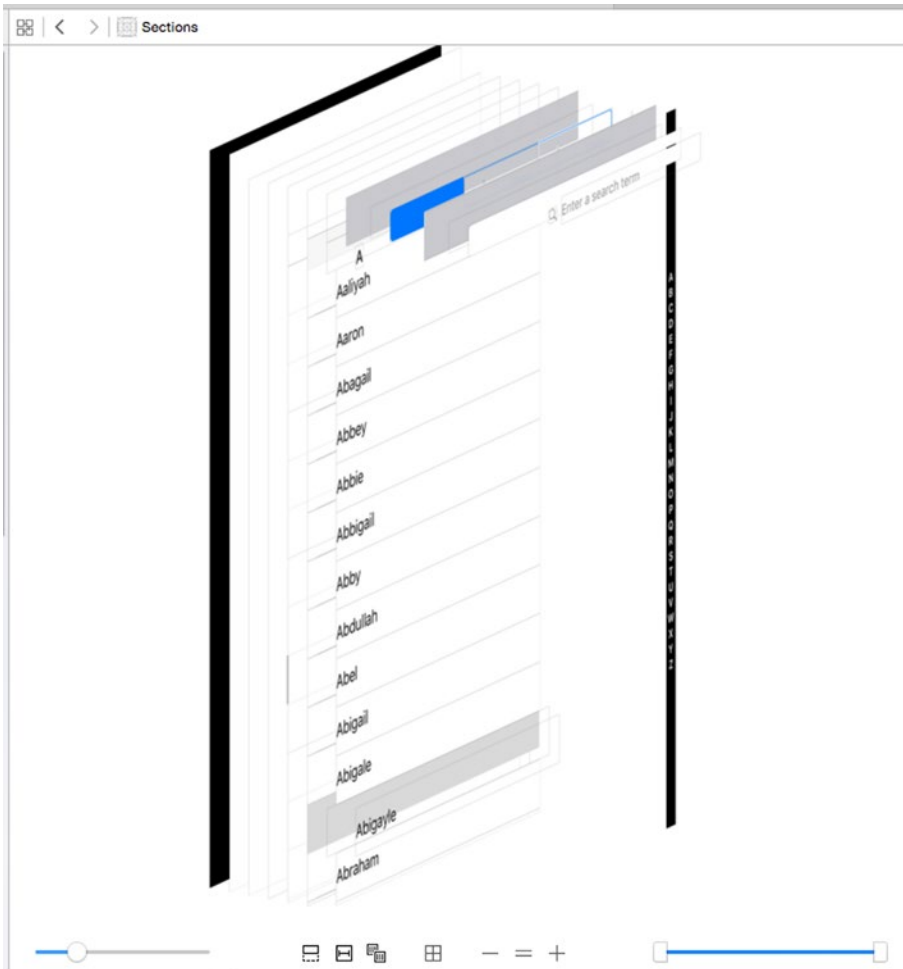 Sections
Enter a search term
A
Aaliyah
Aaron
Abagail
Abbey
Abbie
Abbigail
Abby
Abdullah
Abel
Abigail
Abigale
Abigayle
Abraham
A
B
C
D
E
F
G
H
I
J
K
L
M
N
O
P
Q
R
S
T
U
V
W
X
Y
Z